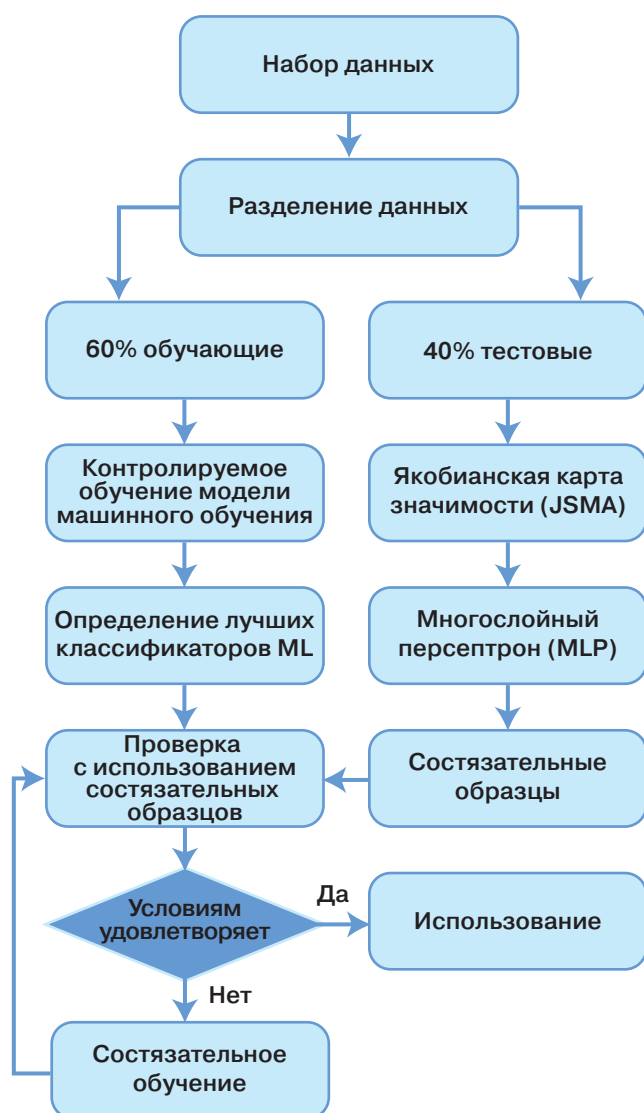 Набор данных
Разделение данных
60% обучающие
40% тестовые
Контролируемое
обучение модели
машинного обучения
Якобианская карта
значимости (JSMA)
Определение лучших
классификаторов ML
Многослойный
персептрон (MLP)
Проверка
с использованием
состязательных
образцов
Состязательные
образцы
Условиям
удовлетворяет
Да
Использование
Нет
Состязательное
обучение